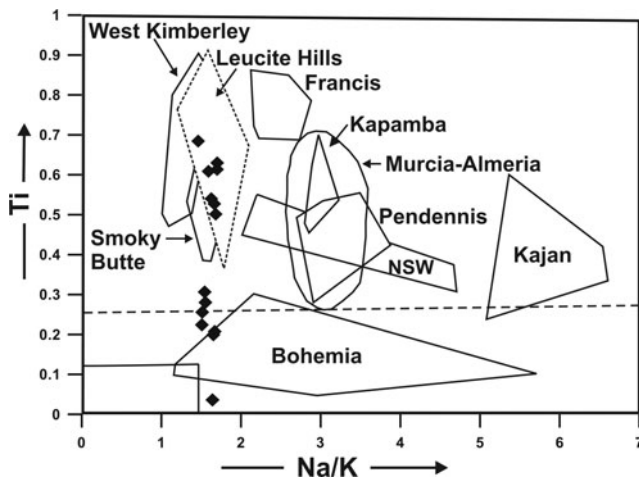 1
West Kimberley
0.9
Leucite Hills
Francis
0.8
Kapamba
0.7
Murcia-Almeria
0.6
Ti
0.5
Pendennis
Smoky
Butte
0.4
NSW
Kajan
0.3
0.2
Bohemia
0.1
0
0 1 2 3 4 5 6 7
Na/K